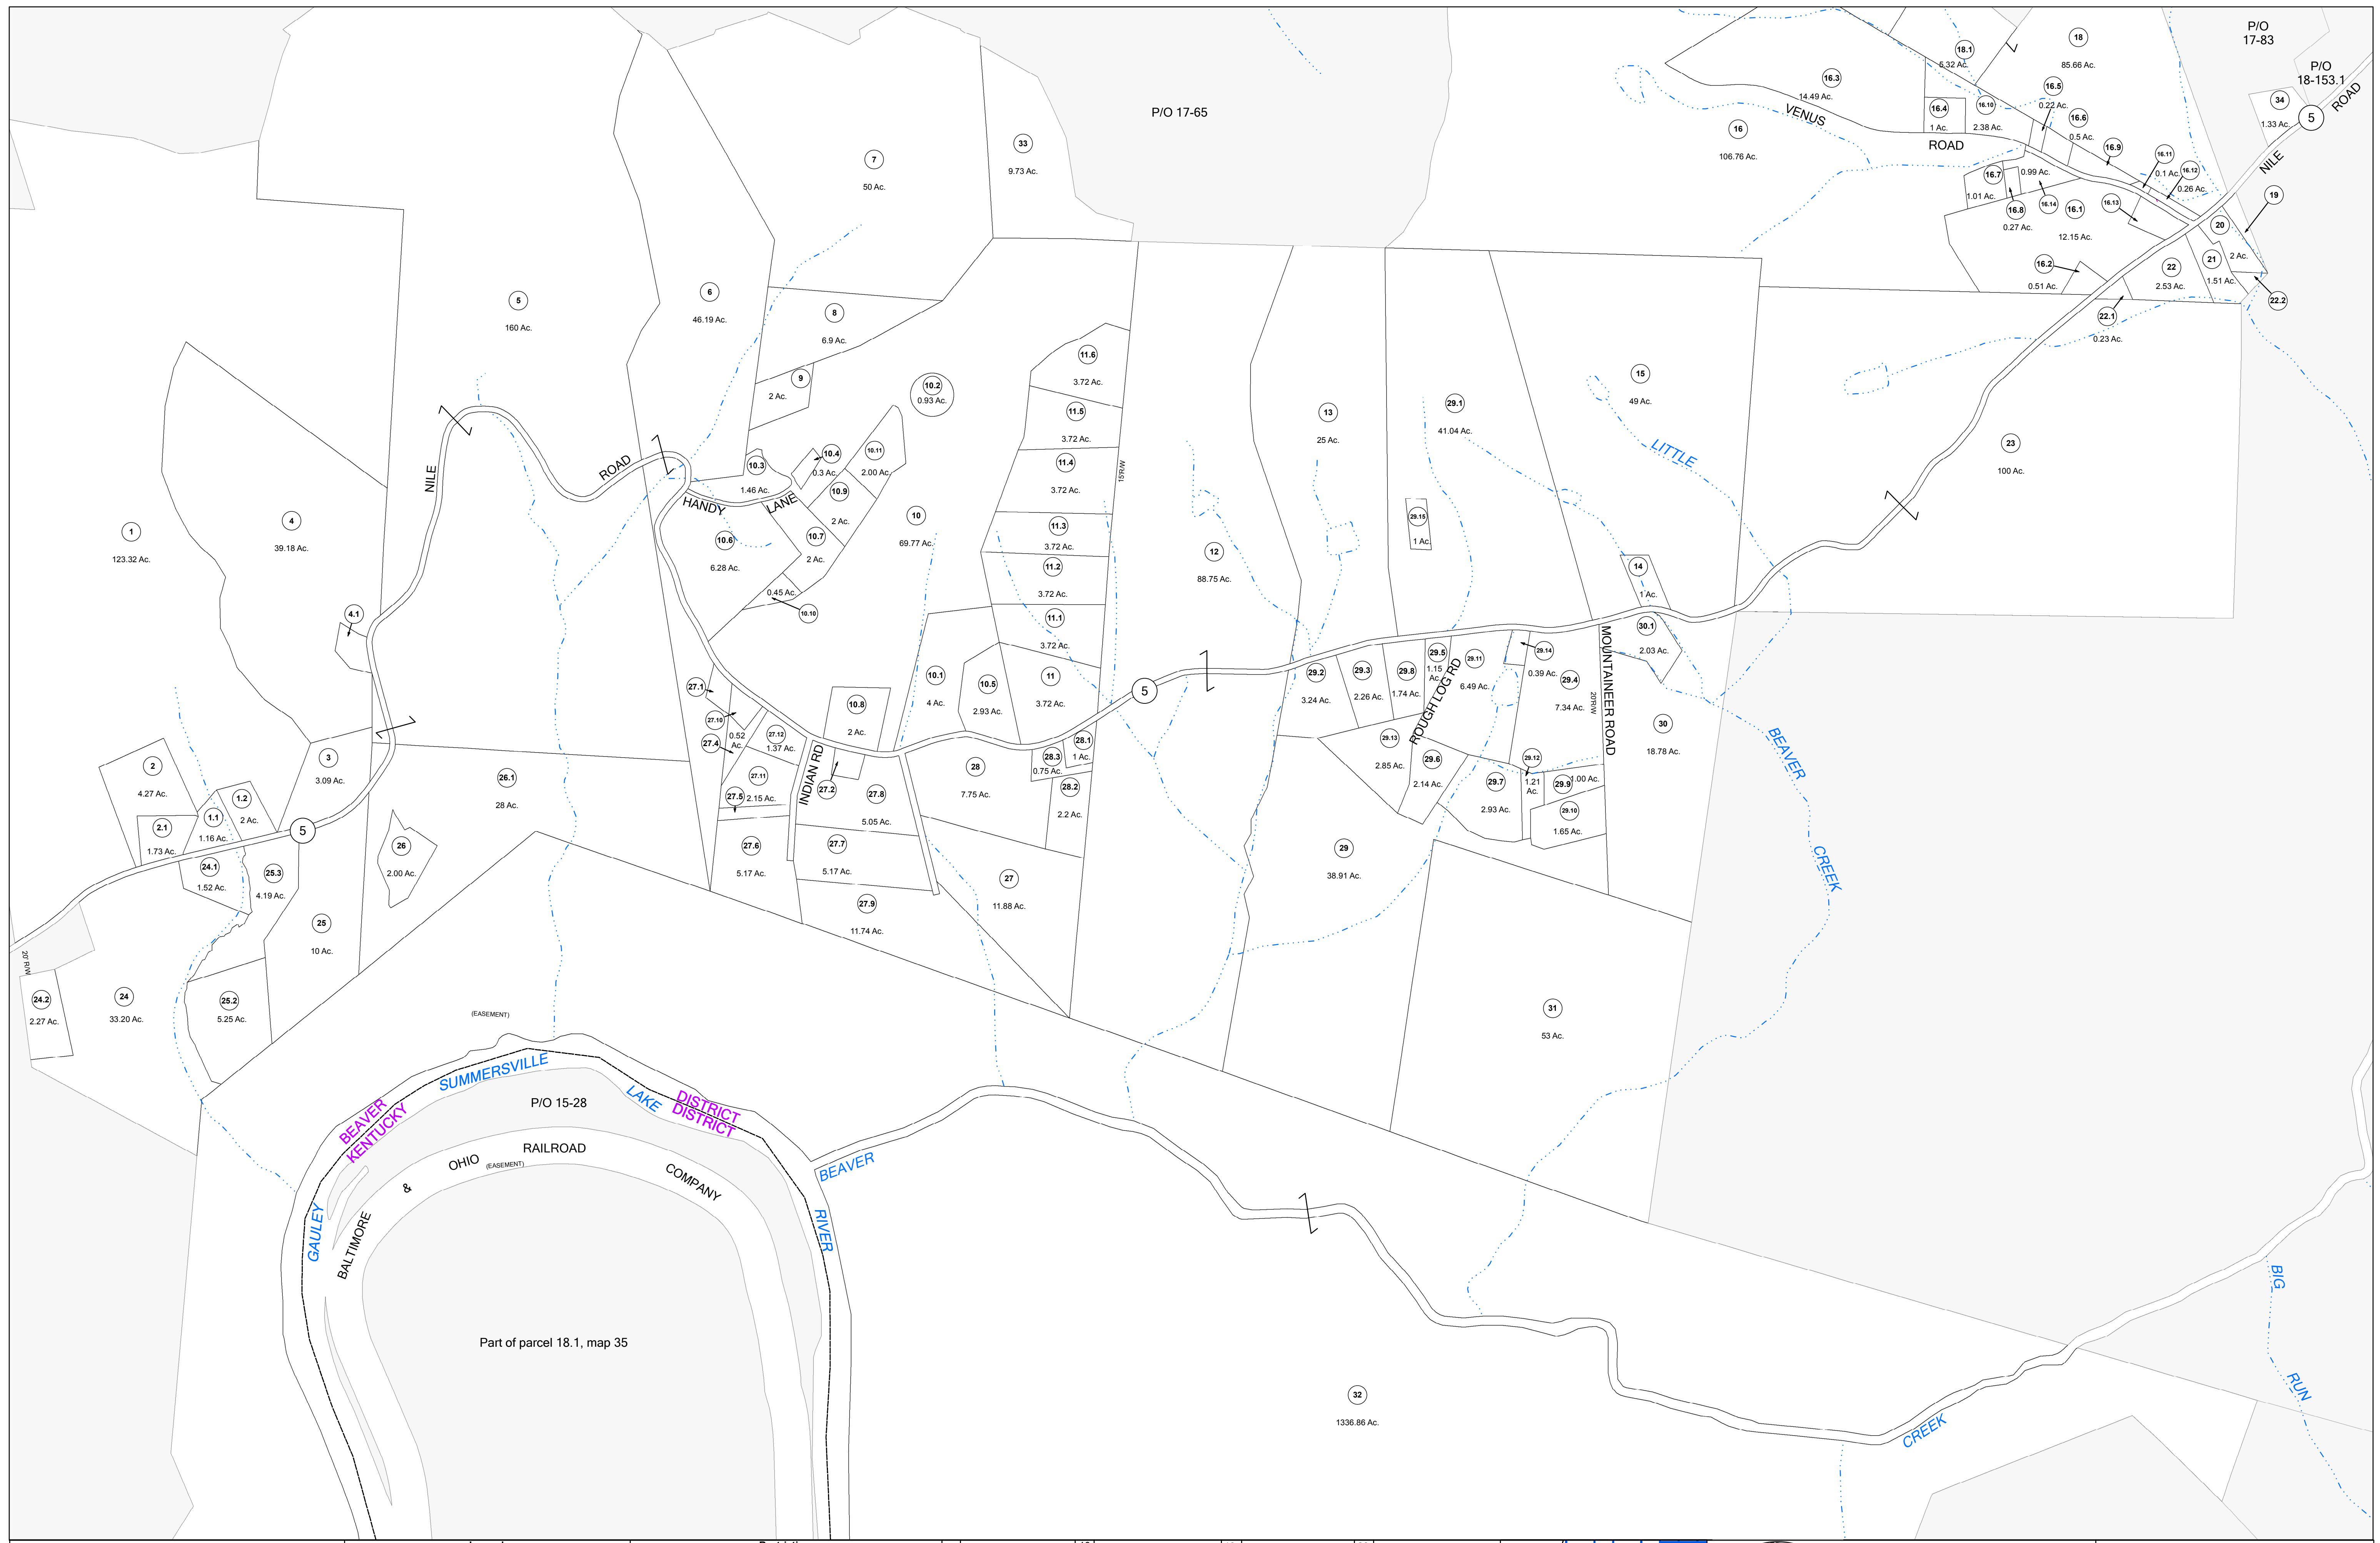 P/O
17-83
P/O
18-153.1
P/O 17-65
18
85.66 Ac.
18.1
5.32 Ac.
16.3
14.49 Ac.
16.5
0.22 Ac.
34
1.33 Ac.
5
ROAD
NILE
16.4
1 Ac.
16.10
2.38 Ac.
16.6
0.5 Ac.
VENUS
ROAD
16
106.76 Ac.
16.9
16.11
0.1 Ac.
16.12
0.26 Ac.
16.7
1.01 Ac.
0.99 Ac.
16.8
0.27 Ac.
16.14
16.1
12.15 Ac.
16.13
19
20
2 Ac.
21
1.51 Ac.
22
2.53 Ac.
22.2
16.2
0.51 Ac.
22.1
0.23 Ac.
7
50 Ac.
33
9.73 Ac.
5
160 Ac.
6
46.19 Ac.
8
6.9 Ac.
9
2 Ac.
10.2
0.93 Ac.
11.6
3.72 Ac.
11.5
3.72 Ac.
11.4
3.72 Ac.
15'R/W
11.3
3.72 Ac.
11.2
3.72 Ac.
11.1
3.72 Ac.
11
3.72 Ac.
13
25 Ac.
29.1
41.04 Ac.
15
49 Ac.
LITTLE
23
100 Ac.
NILE
ROAD
10.3
1.46 Ac.
10.4
0.3 Ac.
10.11
2.00 Ac.
10.9
2 Ac.
HANDY
LANE
10.7
2 Ac.
10.6
6.28 Ac.
0.45 Ac.
10.10
10
69.77 Ac.
12
88.75 Ac.
29.15
1 Ac.
14
1 Ac.
1
123.32 Ac.
4
39.18 Ac.
4.1
30.1
2.03 Ac.
MOUNTAINEER ROAD
20'R/W
30
18.78 Ac.
BEAVER
CREEK
27.1
27.10
27.4
0.52
Ac.
27.12
1.37 Ac.
27.11
2.15 Ac.
27.5
INDIAN RD
27.2
10.8
2 Ac.
10.1
4 Ac.
10.5
2.93 Ac.
5
29.2
3.24 Ac.
29.3
2.26 Ac.
29.8
1.74 Ac.
29.5
1.15
Ac.
29.11
6.49 Ac.
ROUGH LOG RD
29.14
0.39 Ac.
29.4
7.34 Ac.
29.13
2.85 Ac.
29.6
2.14 Ac.
29.7
2.93 Ac.
29.12
1.21
Ac.
29.9
1.00 Ac.
29.10
1.65 Ac.
2
4.27 Ac.
2.1
1.73 Ac.
1.1
1.16 Ac.
1.2
2 Ac.
3
3.09 Ac.
5
26.1
28 Ac.
26
2.00 Ac.
27.8
5.05 Ac.
28
7.75 Ac.
28.3
0.75 Ac.
28.1
1 Ac.
28.2
2.2 Ac.
27.6
5.17 Ac.
27.7
5.17 Ac.
27.9
11.74 Ac.
27
11.88 Ac.
29
38.91 Ac.
24.1
1.52 Ac.
25.3
4.19 Ac.
25
10 Ac.
20' R/W
24.2
2.27 Ac.
24
33.20 Ac.
25.2
5.25 Ac.
31
53 Ac.
(EASEMENT)
SUMMERSVILLE
LAKE
BEAVER
KENTUCKY
DISTRICT
DISTRICT
P/O 15-28
BALTIMORE
&
OHIO
(EASEMENT)
RAILROAD
COMPANY
GAULEY
RIVER
BEAVER
CREEK
Part of parcel 18.1, map 35
32
1336.86 Ac.
BIG
RUN